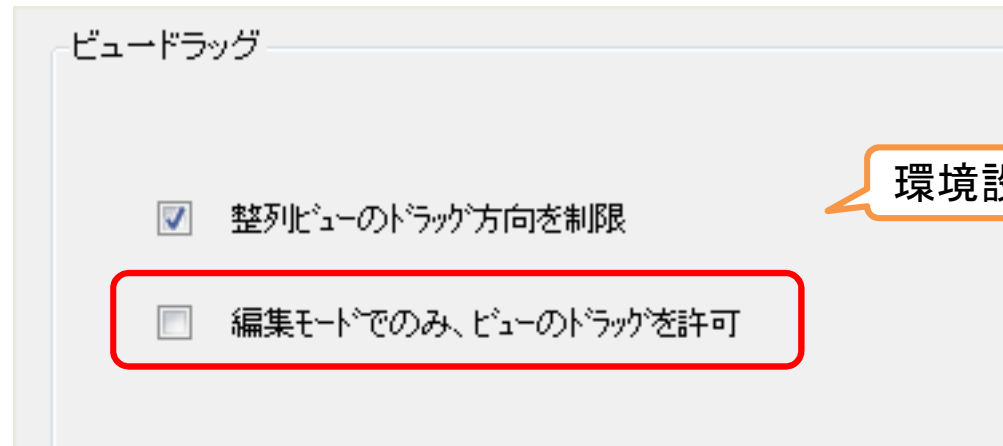 ビュードラッグ
環境設
整列ビューのドラッグ方向を制限
編集モードでのみ、ビューのドラッグを許可